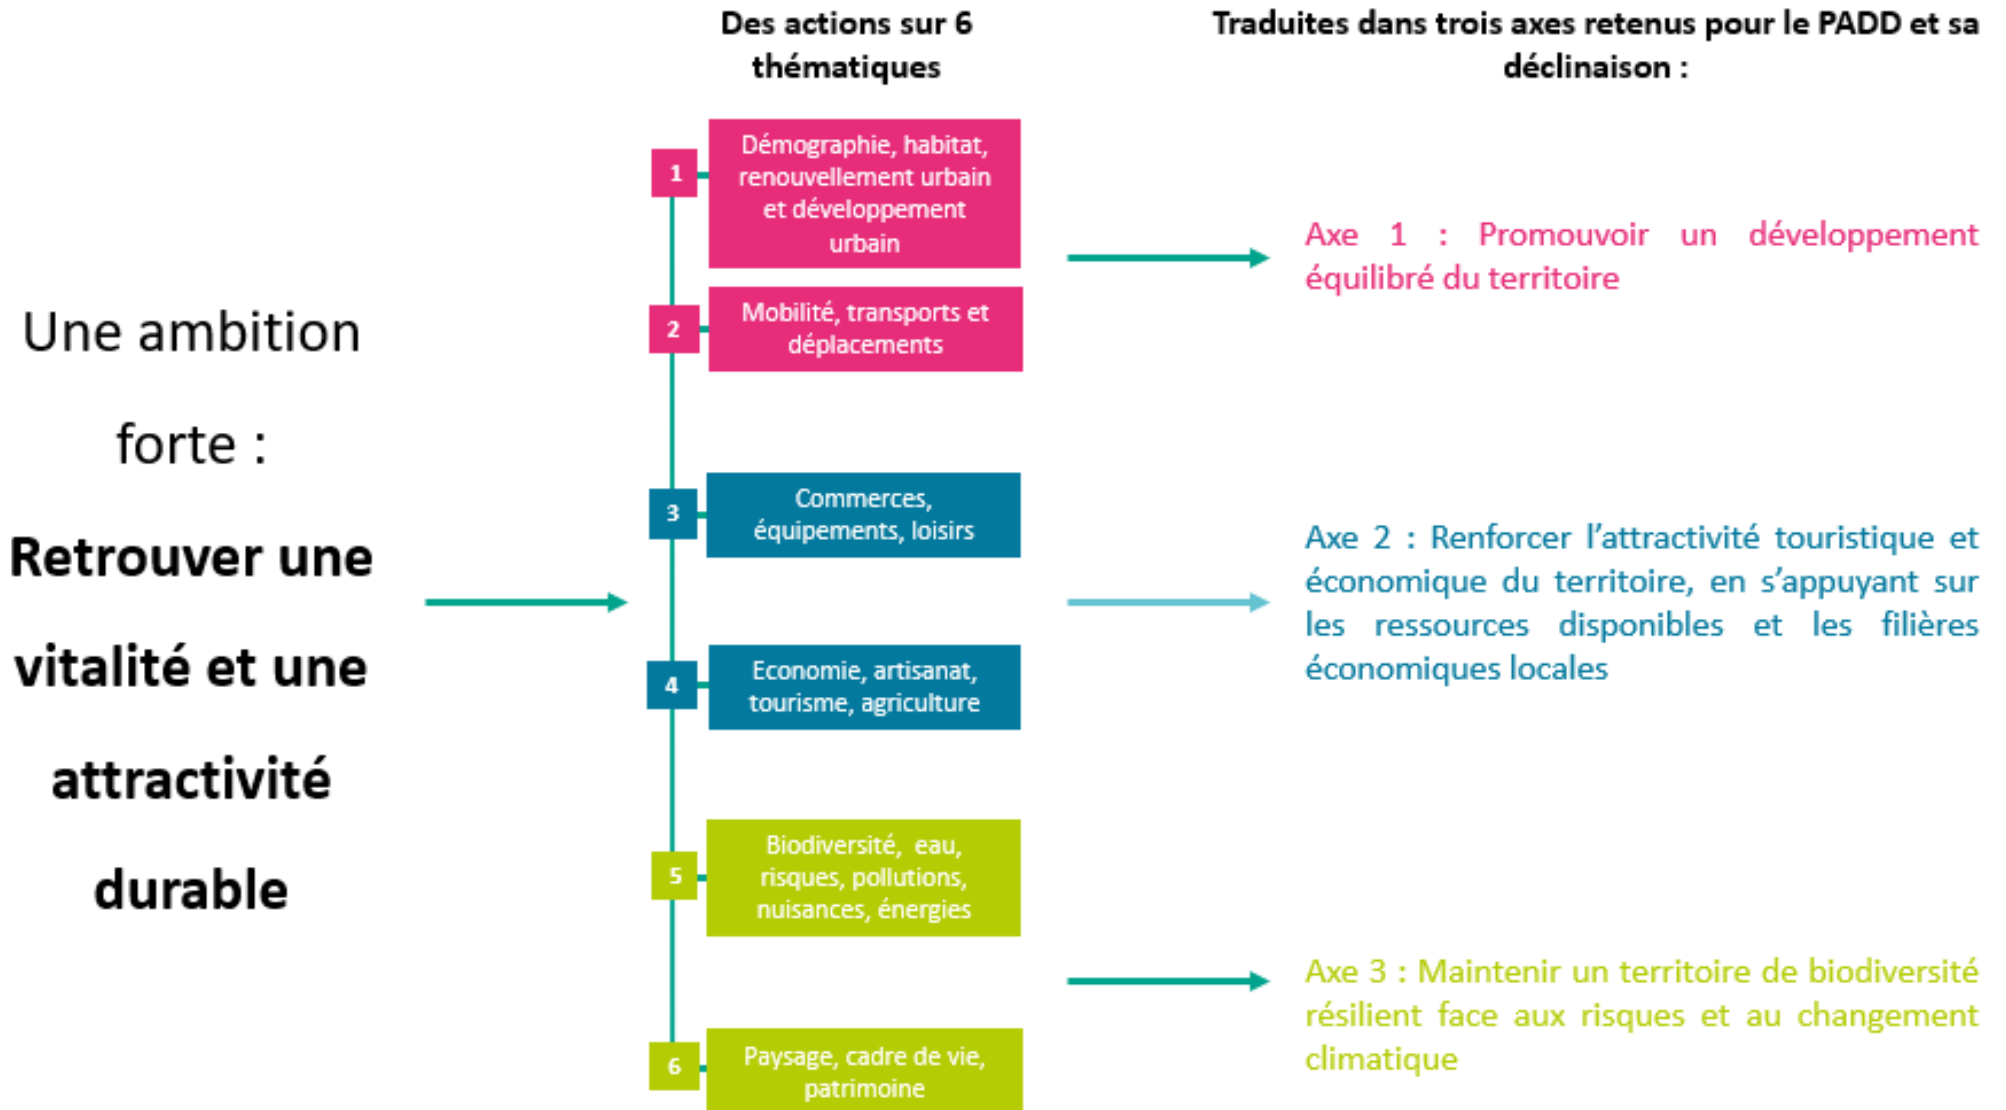 Une ambition
forte :
Retrouver une
vitalité et une
attractivité
durable
Des actions sur 6
thématiques
1
Démographie, habitat,
renouvellement urbain
et développement
urbain
2
Mobilité, transports et
déplacements
3
Commerces,
équipements, loisirs
4
Economie, artisanat,
tourisme, agriculture
5
Biodiversité, eau,
risques, pollutions,
nuisances, énergies
6
Paysage, cadre de vie,
patrimoine
Traduites dans trois axes retenus pour le PADD et sa
déclinaison :
Axe 1 : Promouvoir un développement
équilibré du territoire
Axe 2 : Renforcer l’attractivité touristique et
économique du territoire, en s’appuyant sur
les ressources disponibles et les filières
économiques locales
Axe 3 : Maintenir un territoire de biodiversité
résilient face aux risques et au changement
climatique